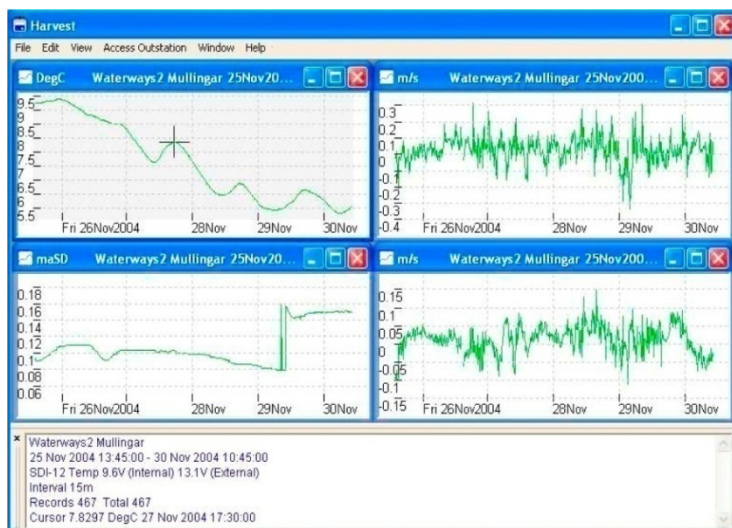 Harvest
File Edit View Access Outstation Window Help
DegC Waterways2 Mullingar 25Nov20...
9.5
9
8.5
8
7.5
6.5
6
5.5
Fri 26Nov2004 28Nov 29Nov 30Nov
m/s Waterways2 Mullingar 25Nov200...
0.3
0.2
0.1
0
-0.1
-0.2
-0.3
-0.4
Fri 26Nov2004 28Nov 29Nov 30Nov
maSD Waterways2 Mullingar 25Nov20...
0.18
0.16
0.14
0.12
0.1
0.08
0.06
Fri 26Nov2004 28Nov 29Nov 30Nov
m/s Waterways2 Mullingar 25Nov200...
0.15
0.1
0.05
0
-0.05
-0.1
-0.15
Fri 26Nov2004 28Nov 29Nov 30Nov
Waterways2 Mullingar
25 Nov 2004 13:45:00 - 30 Nov 2004 10:45:00
SDI-12 Temp 9.6V (Internal) 13.1V (External)
Interval 15m
Records 467 Total 467
Cursor 7.8297 DegC 27 Nov 2004 17:30:00